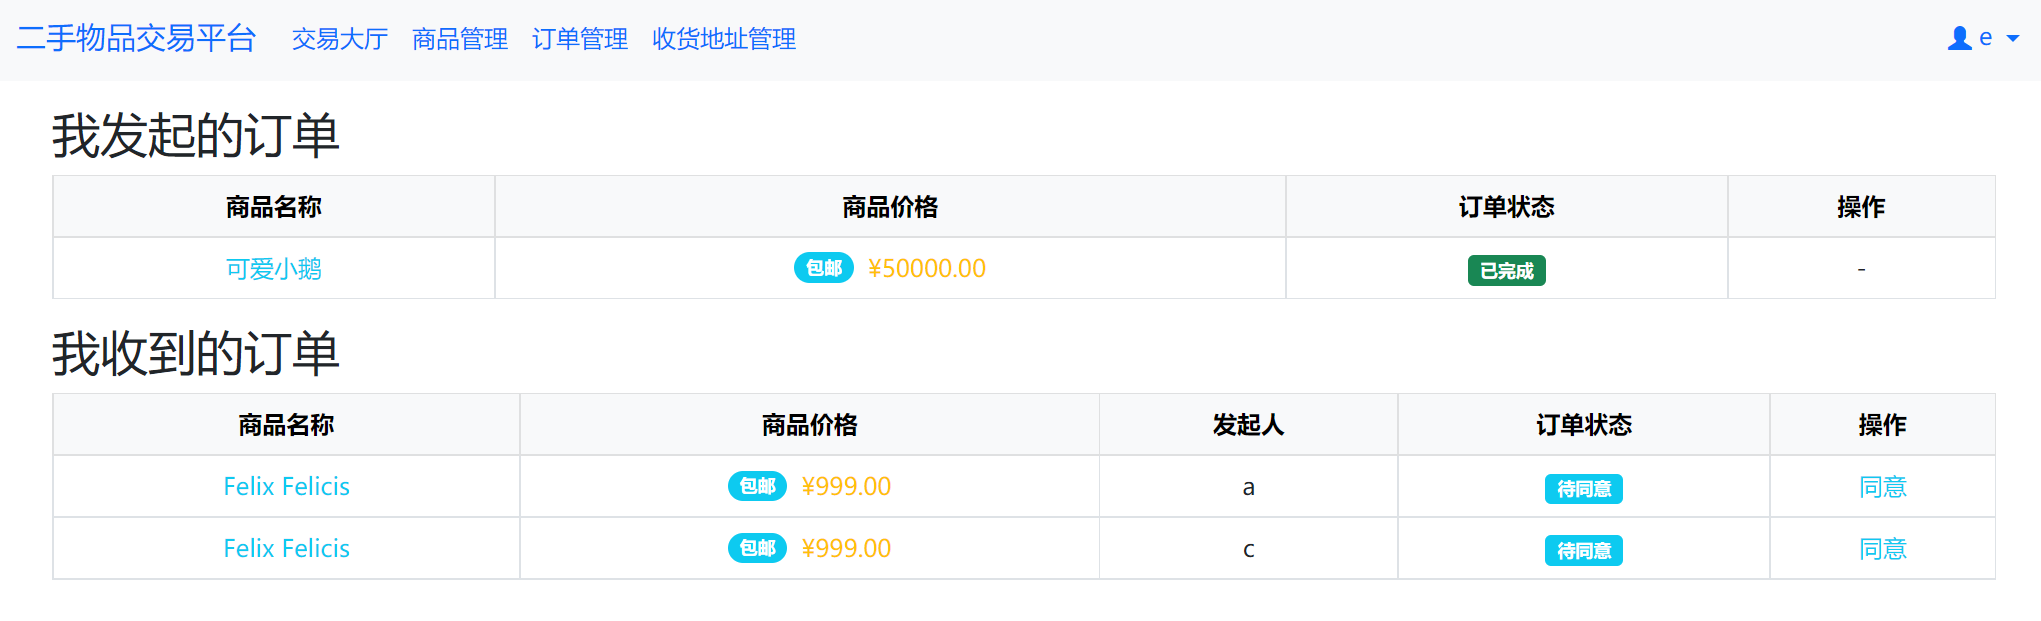 二手物品交易平台 交易大厅 商品管理 订单管理 收货地址管理 e
我发起的订单
商品名称 商品价格 订单状态 操作
可爱小鹅 包邮 ¥50000.00 已完成 -
我收到的订单
商品名称 商品价格 发起人 订单状态 操作
Felix Felicis 包邮 ¥999.00 a 待同意 同意
Felix Felicis 包邮 ¥999.00 c 待同意 同意